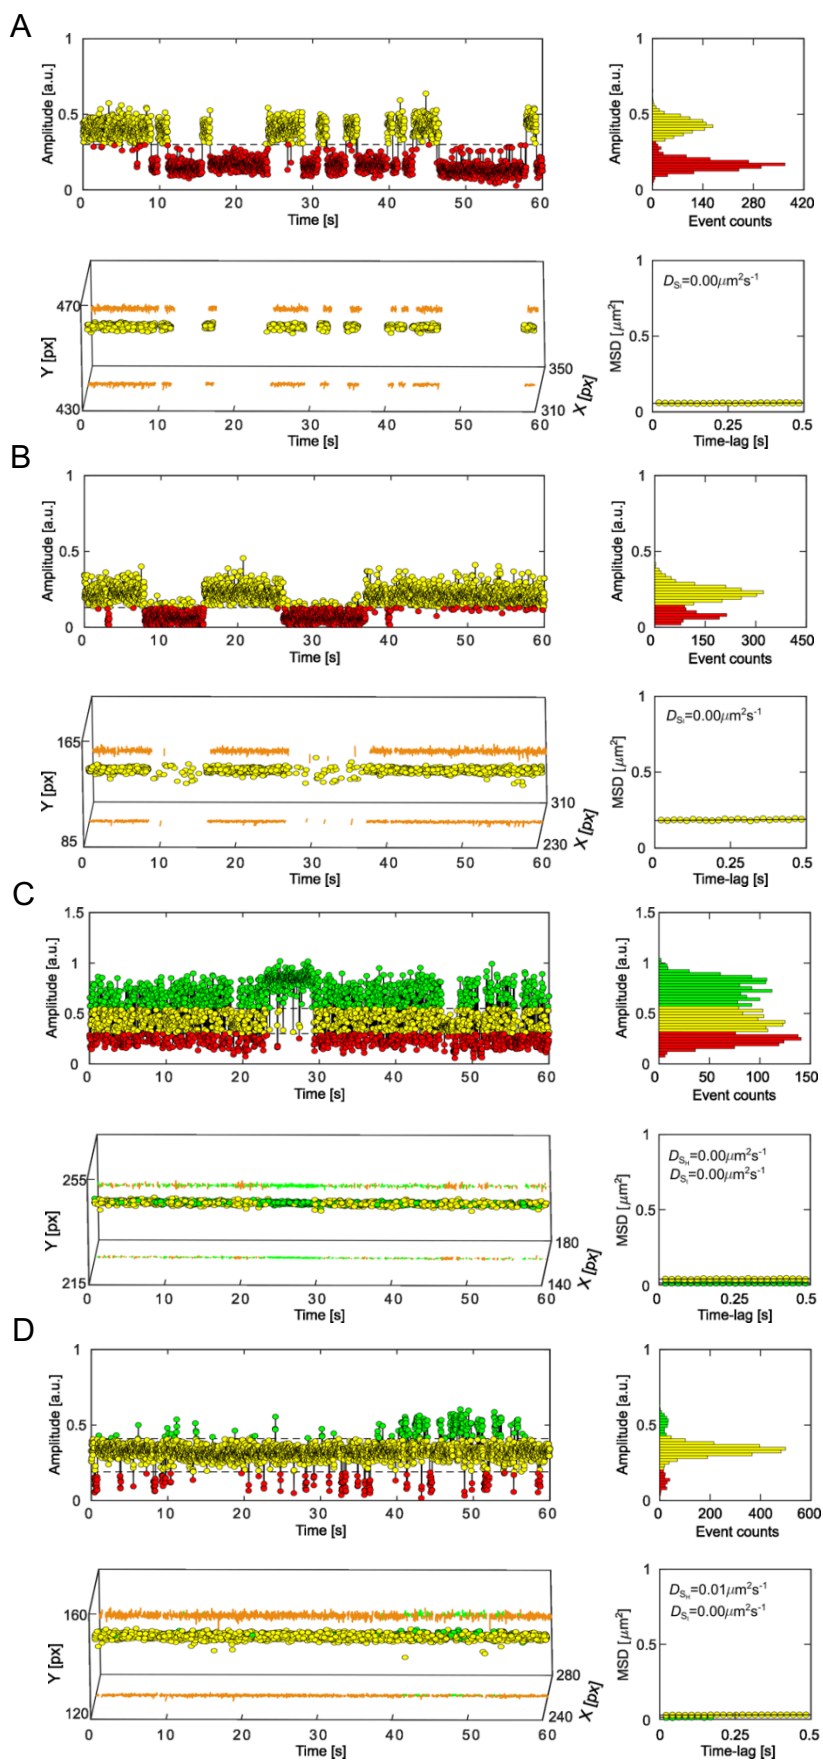 A
Amplitude [a.u.]
1
0.5
0
0 10 20 30 40 50 60
Time [s]
Amplitude [a.u.]
1
0.5
0
0 140 280 420
Event counts
Y [px]
470
430
0 10 20 30 40 50 60
Time [s]
350
310
X [px]
MSD [μm²]
1
0.5
0
D_SI=0.00μm²s⁻¹
0 0.25 0.5
Time-lag [s]
B
Amplitude [a.u.]
1
0.5
0
0 10 20 30 40 50 60
Time [s]
Amplitude [a.u.]
1
0.5
0
0 150 300 450
Event counts
Y [px]
165
85
0 10 20 30 40 50 60
Time [s]
310
230
X [px]
MSD [μm²]
1
0.5
0
D_SI=0.00μm²s⁻¹
0 0.25 0.5
Time-lag [s]
C
Amplitude [a.u.]
1.5
1
0.5
0
0 10 20 30 40 50 60
Time [s]
Amplitude [a.u.]
1.5
1
0.5
0
0 50 100 150
Event counts
Y [px]
255
215
0 10 20 30 40 50 60
Time [s]
180
140
X [px]
MSD [μm²]
1
0.5
0
D_SH=0.00μm²s⁻¹
D_SI=0.00μm²s⁻¹
0 0.25 0.5
Time-lag [s]
D
Amplitude [a.u.]
1
0.5
0
0 10 20 30 40 50 60
Time [s]
Amplitude [a.u.]
1
0.5
0
0 200 400 600
Event counts
Y [px]
160
120
0 10 20 30 40 50 60
Time [s]
280
240
X [px]
MSD [μm²]
1
0.5
0
D_SH=0.01μm²s⁻¹
D_SI=0.00μm²s⁻¹
0 0.25 0.5
Time-lag [s]